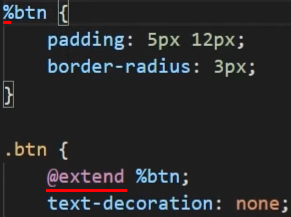 %btn {
padding: 5px 12px;
border-radius: 3px;
}
.btn {
@extend %btn;
text-decoration: none;